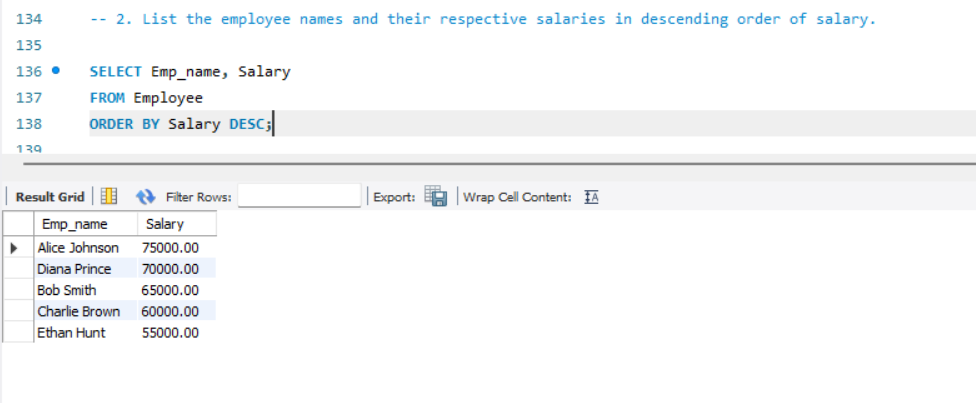 134 -- 2. List the employee names and their respective salaries in descending order of salary.
135
136 SELECT Emp_name, Salary
137 FROM Employee
138 ORDER BY Salary DESC;
139
Result Grid Filter Rows: Export: Wrap Cell Content: IA
Emp_name Salary
Alice Johnson 75000.00
Diana Prince 70000.00
Bob Smith 65000.00
Charlie Brown 60000.00
Ethan Hunt 55000.00